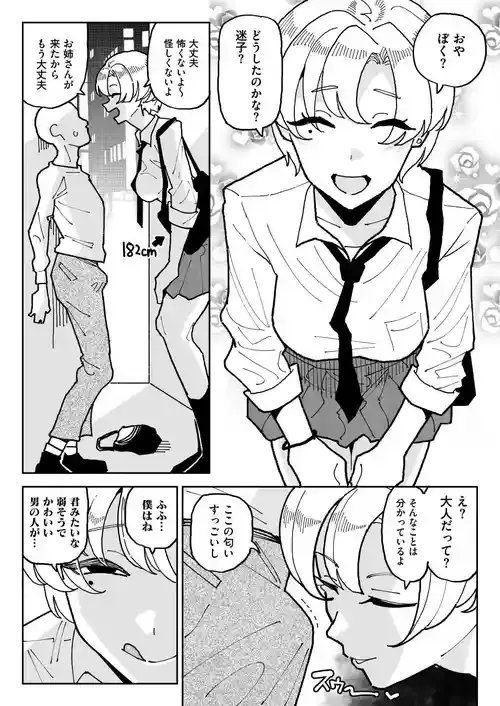 おや
ぼく？
どうしたのかな？
迷子？
大丈夫
怖くないよ〜
怪しくないよ
お姉さんが
来たから
もう大丈夫
182cm
え？
大人だって？
そんなことは
分かっているよ
ここの匂い
すっごいし
スゥ〜
ふふ…
僕はね
君みたいな
弱そうで
かわいい
男の人が…